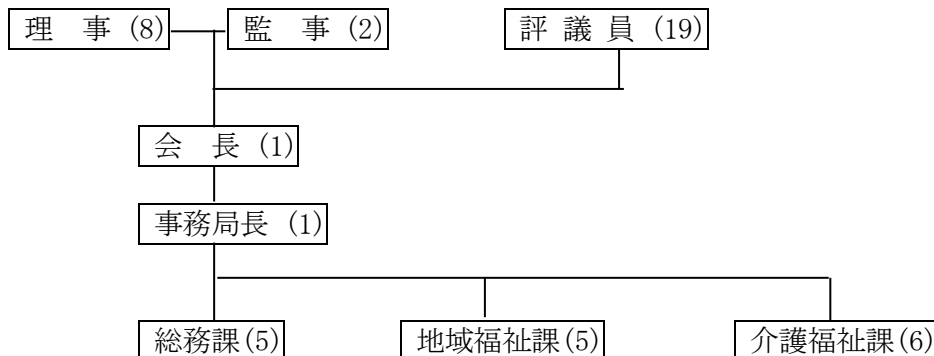 理　事 (8) 監　事 (2) 評 議 員 (19)
会　長 (1)
事務局長 (1)
総務課(5) 地域福祉課(5) 介護福祉課(6)